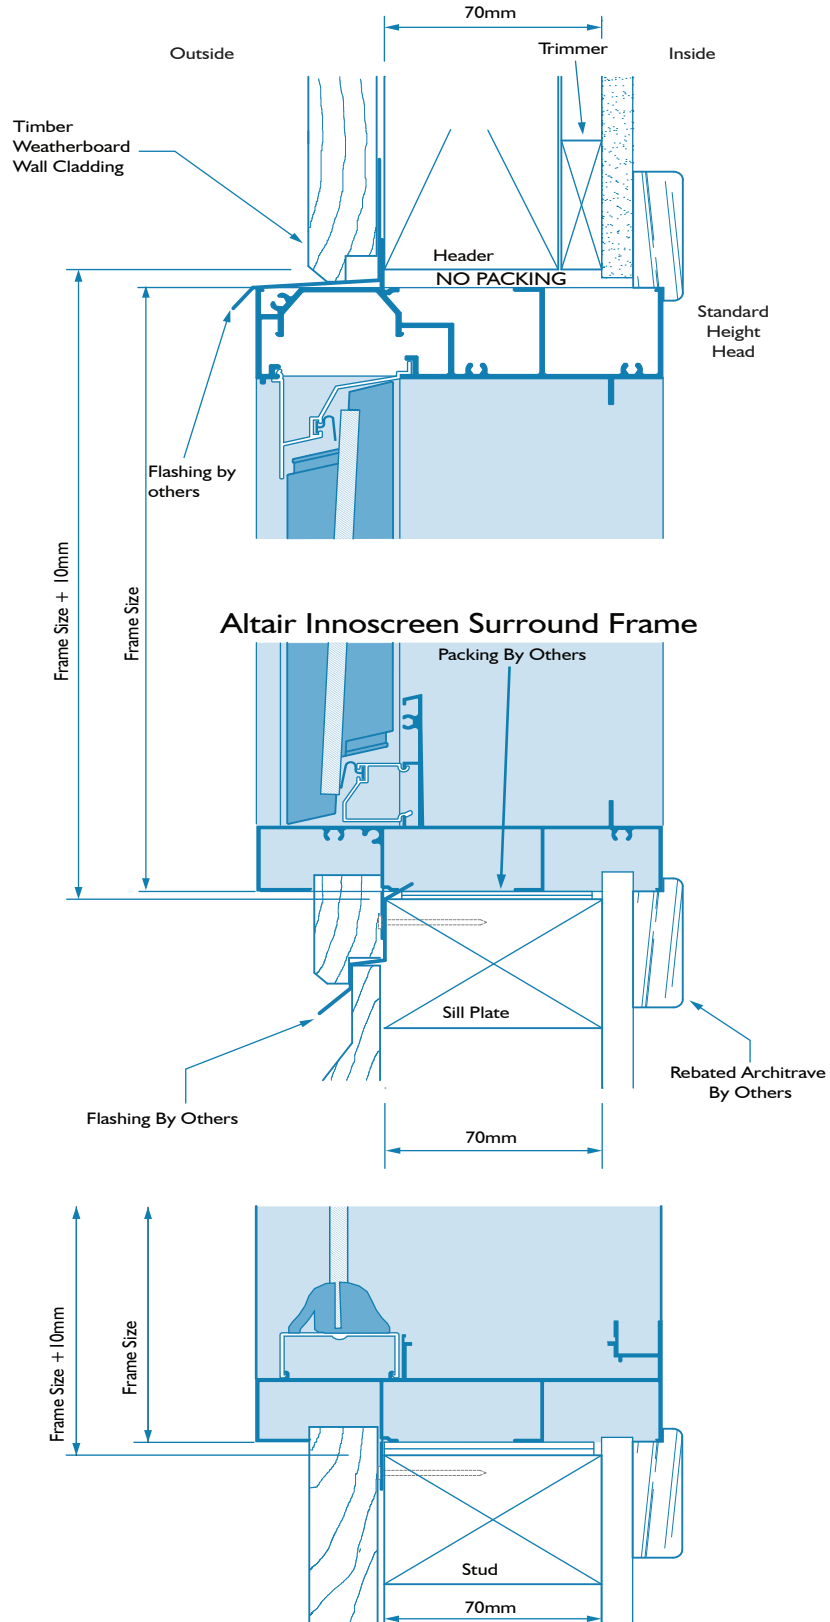 70mm
Outside
Trimmer
Inside
Timber
Weatherboard
Wall Cladding
Header
NO PACKING
Standard
Height
Head
Flashing by
others
Frame Size + 10mm
Frame Size
Altair Innoscreen Surround Frame
Packing By Others
Sill Plate
Rebated Architrave
By Others
Flashing By Others
70mm
Frame Size +10mm
Frame Size
Stud
70mm